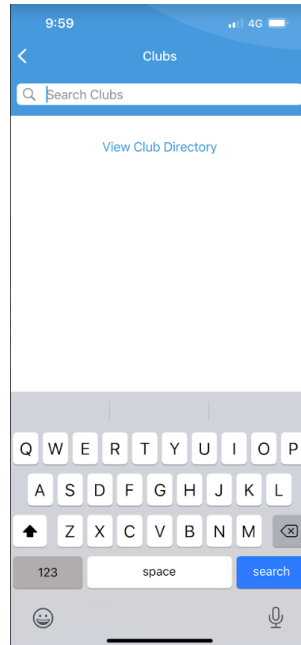 9:59 4G
Clubs
Search Clubs
View Club Directory
Q W E R T Y U I O P
A S D F G H J K L
Z X C V B N M
123 space search